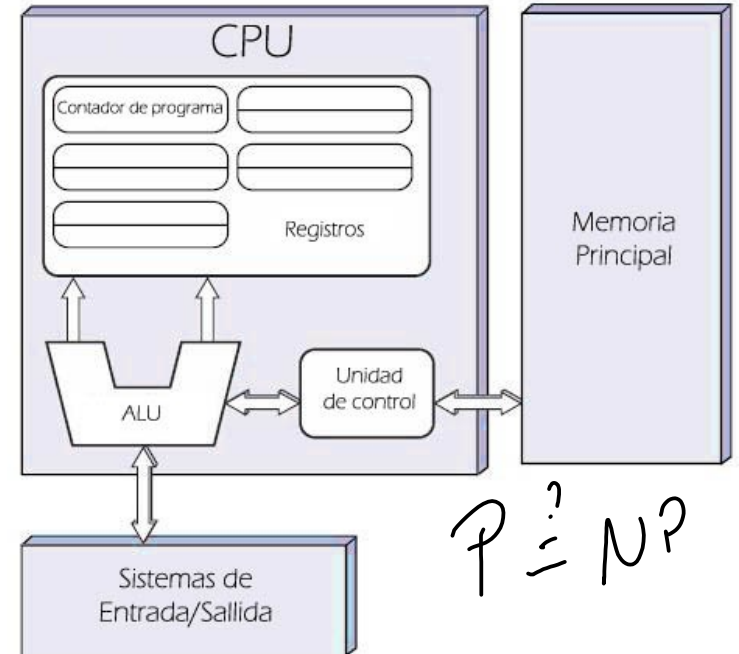 CPU
Contador de programa
Registros
Memoria
Principal
Unidad
de control
ALU
P ≟ NP
Sistemas de
Entrada/Sallida